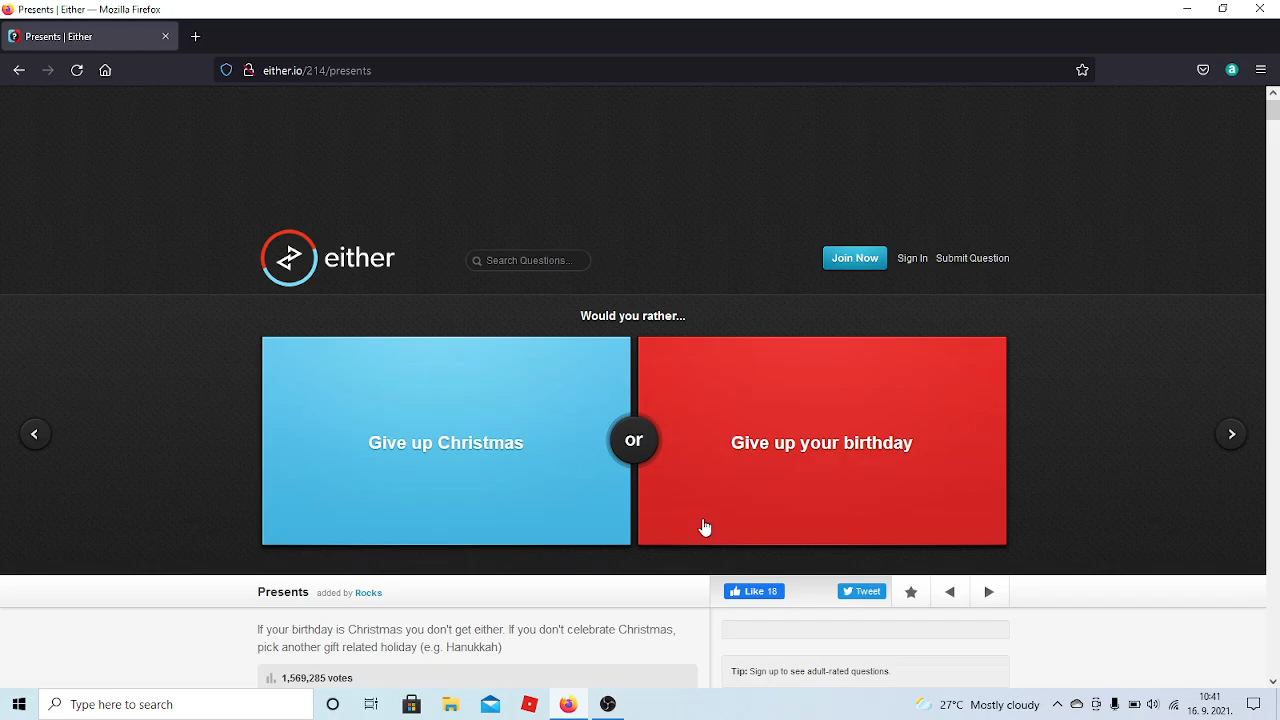 Presents | Either — Mozilla Firefox
Presents | Either
either.io/214/presents
a
either
Search Questions...
Join Now
Sign In
Submit Question
Would you rather...
Give up Christmas
or
Give up your birthday
Presents added by Rocks
Like 18
Tweet
If your birthday is Christmas you don't get either. If you don't celebrate Christmas,
pick another gift related holiday (e.g. Hanukkah)
1,569,285 votes
Tip: Sign up to see adult-rated questions.
Type here to search
27°C Mostly cloudy
10:41
16. 9. 2021.